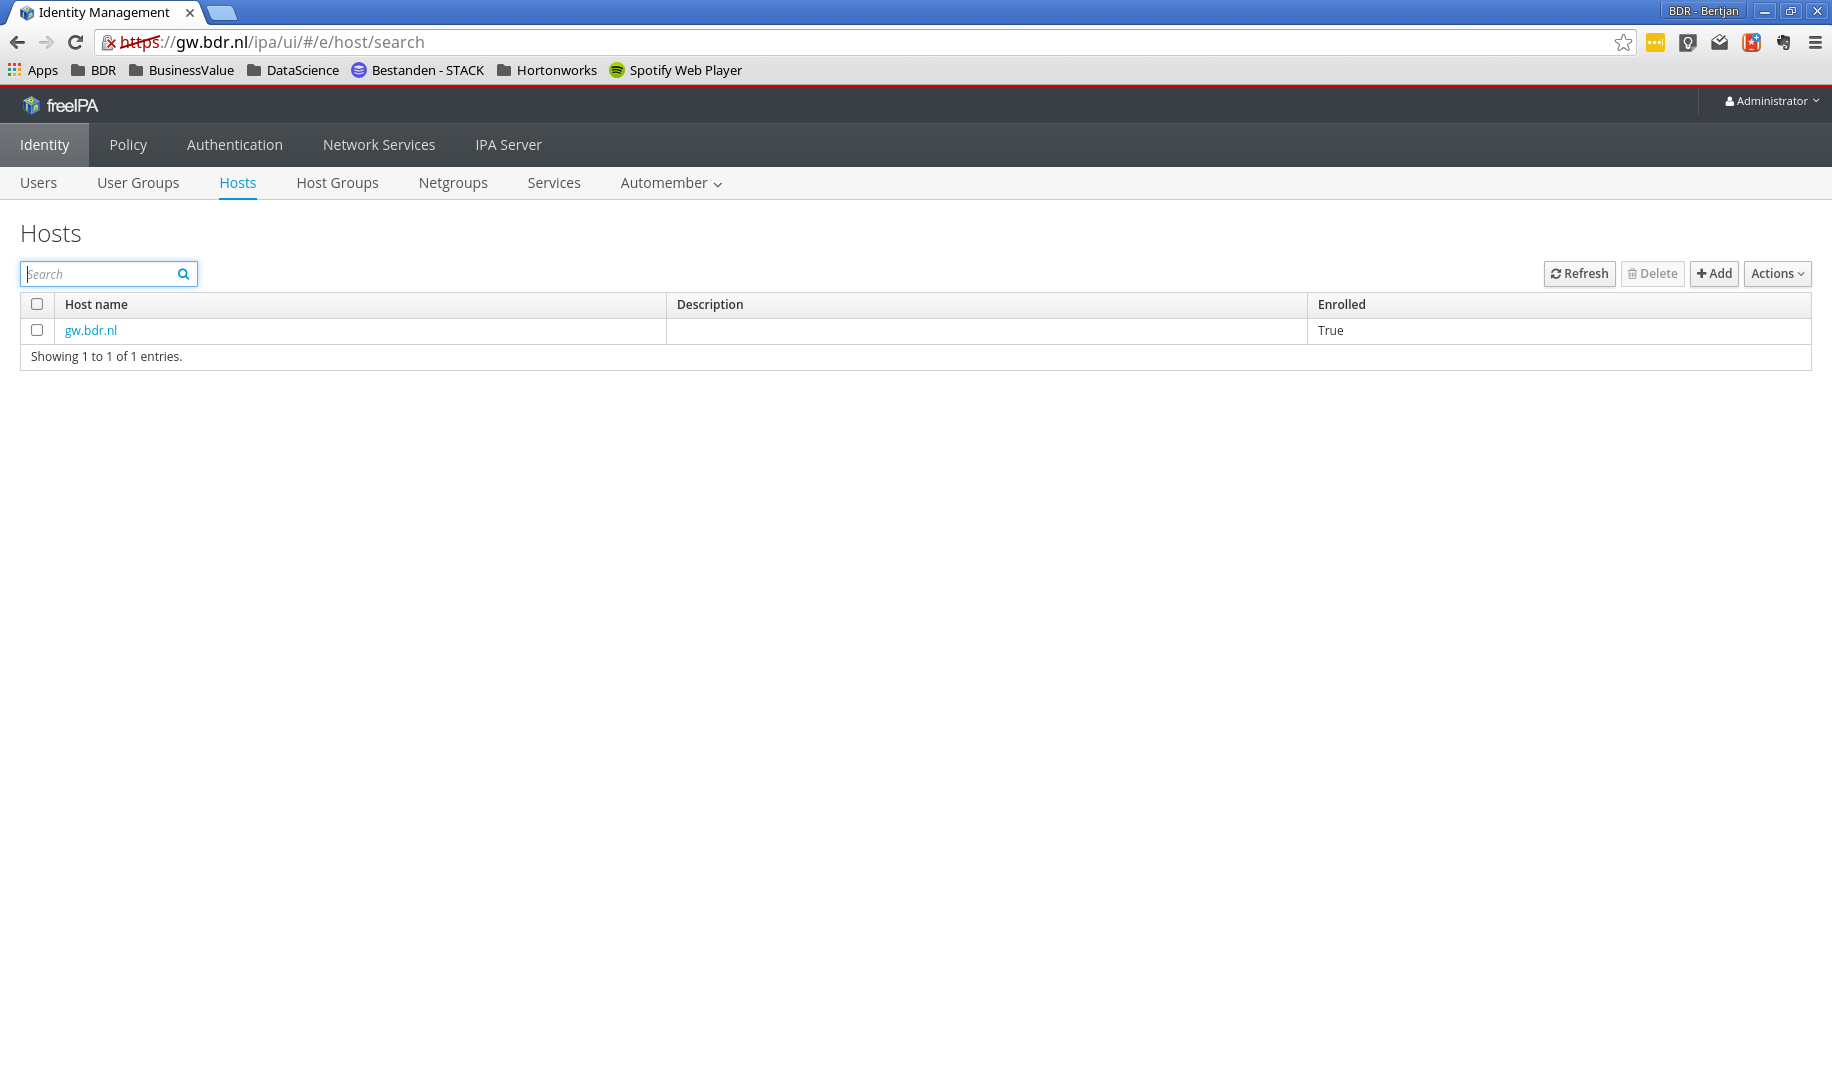 Identity Management
BDR - Bertjan
https://gw.bdr.nl/ipa/ui/#/e/host/search
Apps BDR BusinessValue DataScience Bestanden - STACK Hortonworks Spotify Web Player
freeIPA
Administrator
Identity Policy Authentication Network Services IPA Server
Users User Groups Hosts Host Groups Netgroups Services Automember
Hosts
Search Refresh Delete Add Actions
Host name Description Enrolled
gw.bdr.nl True
Showing 1 to 1 of 1 entries.